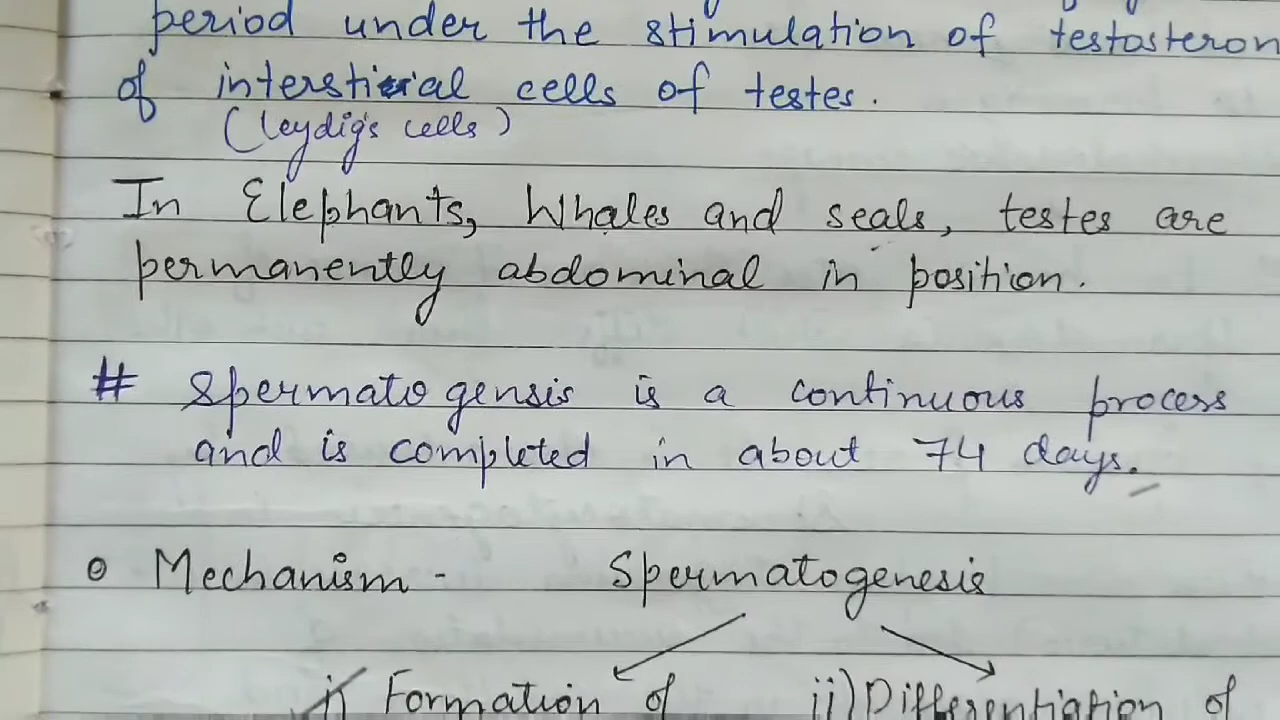 period under the stimulation of testosteron
of interstitial cells of testes.
(Leydig's cells)
In Elephants, Whales and seals, testes are
permanently abdominal in position.
# Spermatogensis is a continuous process
and is completed in about 74 days.
o Mechanism - Spermatogenesis
i) Formation of ii) Differentiation of